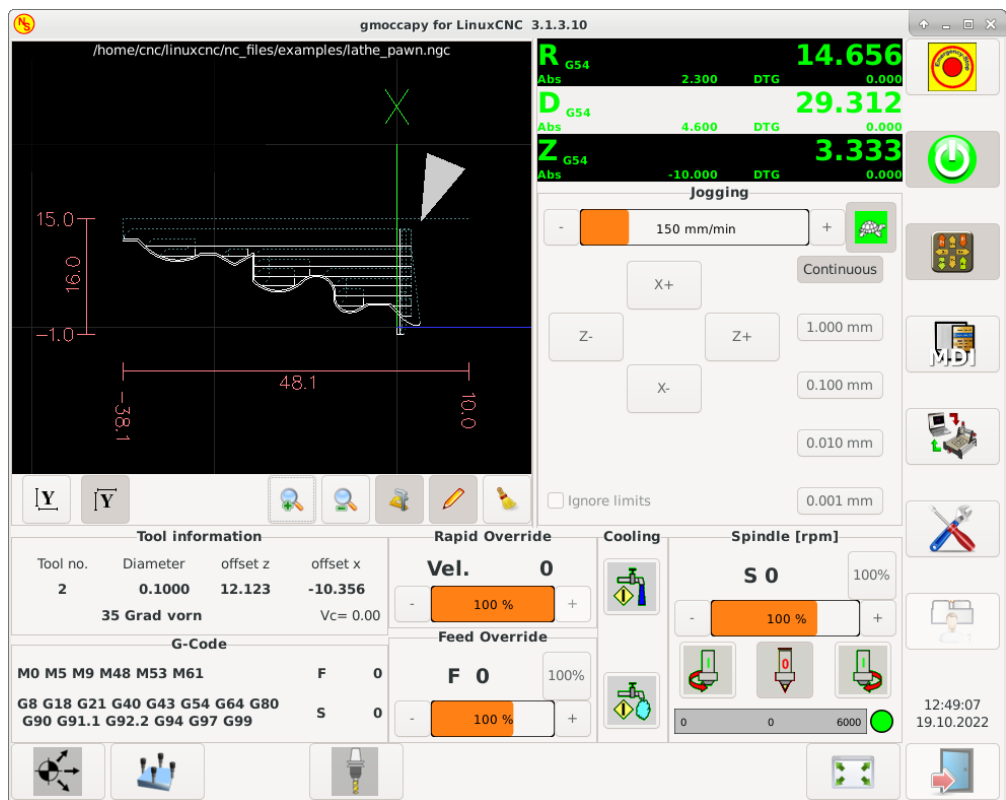 NS
gmoccapy for LinuxCNC 3.1.3.10
/home/cnc/linuxcnc/nc_files/examples/lathe_pawn.ngc
X
15.0
16.0
-1.0
48.1
-38.1
10.0
R G54 14.656
Abs 2.300 DTG 0.000
D G54 29.312
Abs 4.600 DTG 0.000
Z G54 3.333
Abs -10.000 DTG 0.000
Jogging
- 150 mm/min +
Continuous
X+
1.000 mm
Z- Z+
X-
0.100 mm
0.010 mm
Ignore limits
0.001 mm
Emergency Stop
MDI
Y Y
Tool information
Tool no. Diameter offset z offset x
2 0.1000 12.123 -10.356
35 Grad vorn Vc= 0.00
G-Code
M0 M5 M9 M48 M53 M61
G8 G18 G21 G40 G43 G54 G64 G80
G90 G91.1 G92.2 G94 G97 G99
F 0
S 0
Rapid Override
Vel. 0
- 100 % +
Feed Override
F 0 100%
- 100 % +
Cooling
I
I
O
Spindle [rpm]
S 0 100%
- 100 % +
I 0 I
0 0 6000
12:49:07
19.10.2022